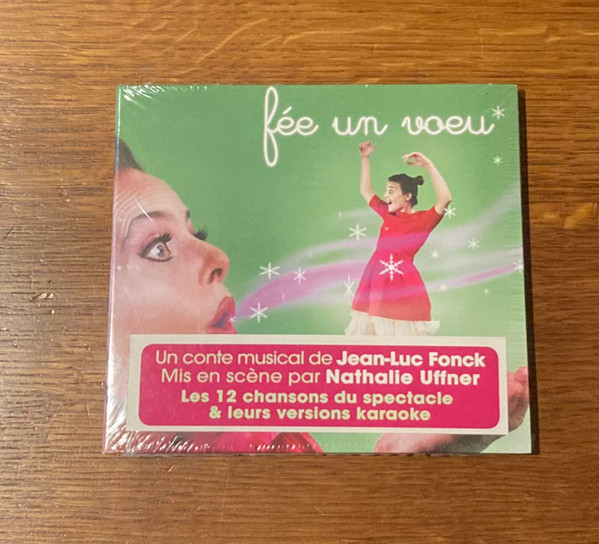 fée un voeu
Un conte musical de Jean-Luc Fonck
Mis en scène par Nathalie Uffner
Les 12 chansons du spectacle
& leurs versions karaoke